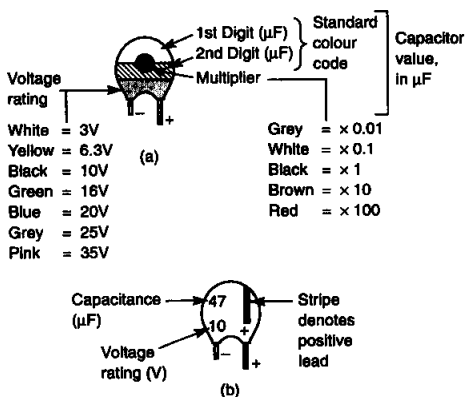 1st Digit (µF)
2nd Digit (µF)
Multiplier
Standard
colour
code
Capacitor
value,
in µF
Voltage
rating
– +
White = 3V
Yellow = 6.3V
Black = 10V
Green = 16V
Blue = 20V
Grey = 25V
Pink = 35V
(a)
Grey = × 0.01
White = × 0.1
Black = × 1
Brown = × 10
Red = × 100
Capacitance
(µF)
47
10
+
Voltage
rating (V)
– +
Stripe
denotes
positive
lead
(b)